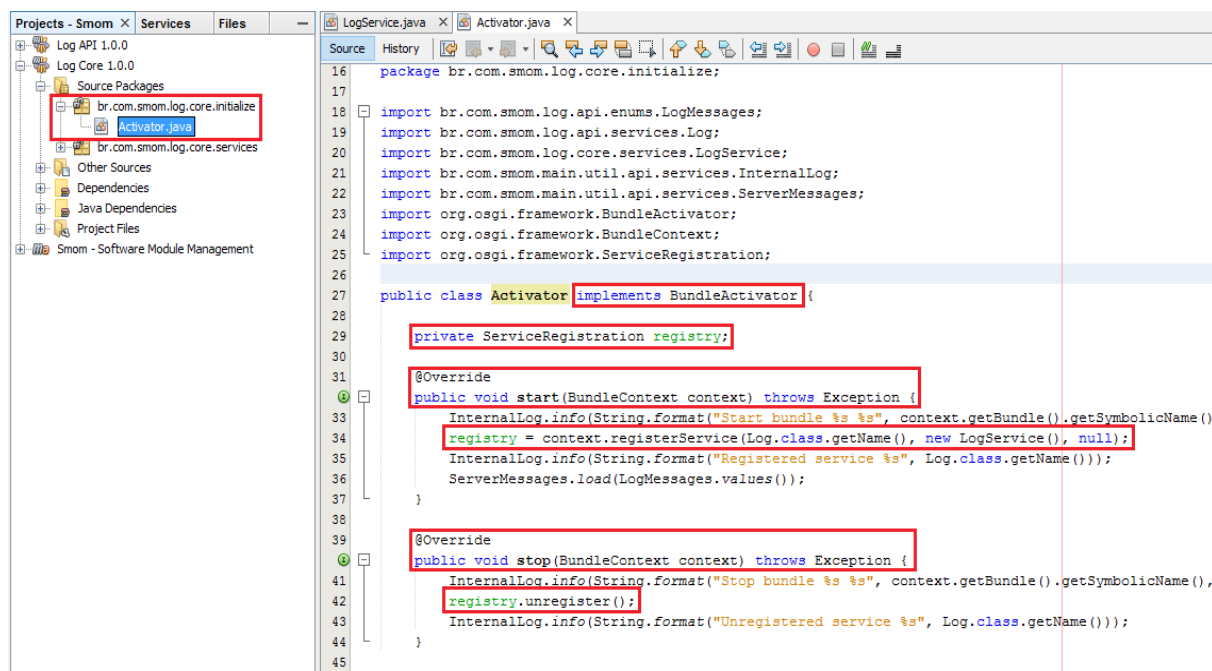 Projects - Smom × Services Files
Log API 1.0.0
Log Core 1.0.0
Source Packages
br.com.smom.log.core.initialize
Activator.java
br.com.smom.log.core.services
Other Sources
Dependencies
Java Dependencies
Project Files
Smom - Software Module Management
LogService.java × Activator.java ×
Source History
16 package br.com.smom.log.core.initialize;
17
18 import br.com.smom.log.api.enums.LogMessages;
19 import br.com.smom.log.api.services.Log;
20 import br.com.smom.log.core.services.LogService;
21 import br.com.smom.main.util.api.services.InternalLog;
22 import br.com.smom.main.util.api.services.ServerMessages;
23 import org.osgi.framework.BundleActivator;
24 import org.osgi.framework.BundleContext;
25 import org.osgi.framework.ServiceRegistration;
26
27 public class Activator implements BundleActivator {
28
29 private ServiceRegistration registry;
30
31 @Override
public void start(BundleContext context) throws Exception {
33 InternalLog.info(String.format("Start bundle %s %s", context.getBundle().getSymbolicName()
34 registry = context.registerService(Log.class.getName(), new LogService(), null);
35 InternalLog.info(String.format("Registered service %s", Log.class.getName()));
36 ServerMessages.load(LogMessages.values());
37 }
38
39 @Override
public void stop(BundleContext context) throws Exception {
41 InternalLog.info(String.format("Stop bundle %s %s", context.getBundle().getSymbolicName(),
42 registry.unregister();
43 InternalLog.info(String.format("Unregistered service %s", Log.class.getName()));
44 }
45